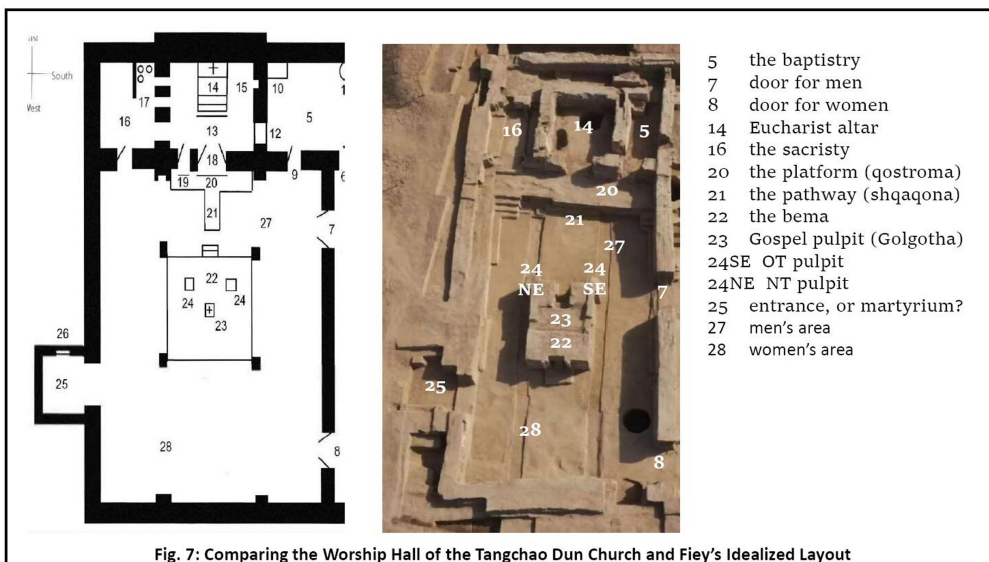 East
South
West
17
14
15
10
16
13
12
5
18
9
19
20
21
27
7
22
24
24
23
26
25
28
8
16
14
5
20
21
27
24
NE
24
SE
7
23
22
25
28
8
5 the baptistry
7 door for men
8 door for women
14 Eucharist altar
16 the sacristy
20 the platform (qostroma)
21 the pathway (shqaqona)
22 the bema
23 Gospel pulpit (Golgotha)
24SE OT pulpit
24NE NT pulpit
25 entrance, or martyrium?
27 men's area
28 women's area
Fig. 7: Comparing the Worship Hall of the Tangchao Dun Church and Fiey's Idealized Layout